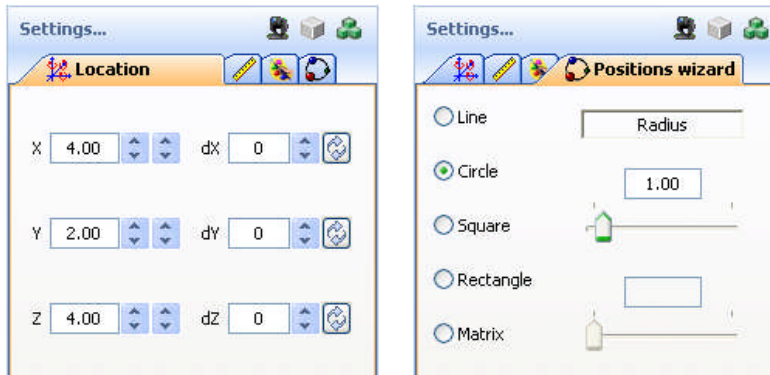 Settings...
Location
X 4.00 dX 0
Y 2.00 dY 0
Z 4.00 dZ 0
Settings...
Positions wizard
Line
Radius
Circle
1.00
Square
Rectangle
Matrix